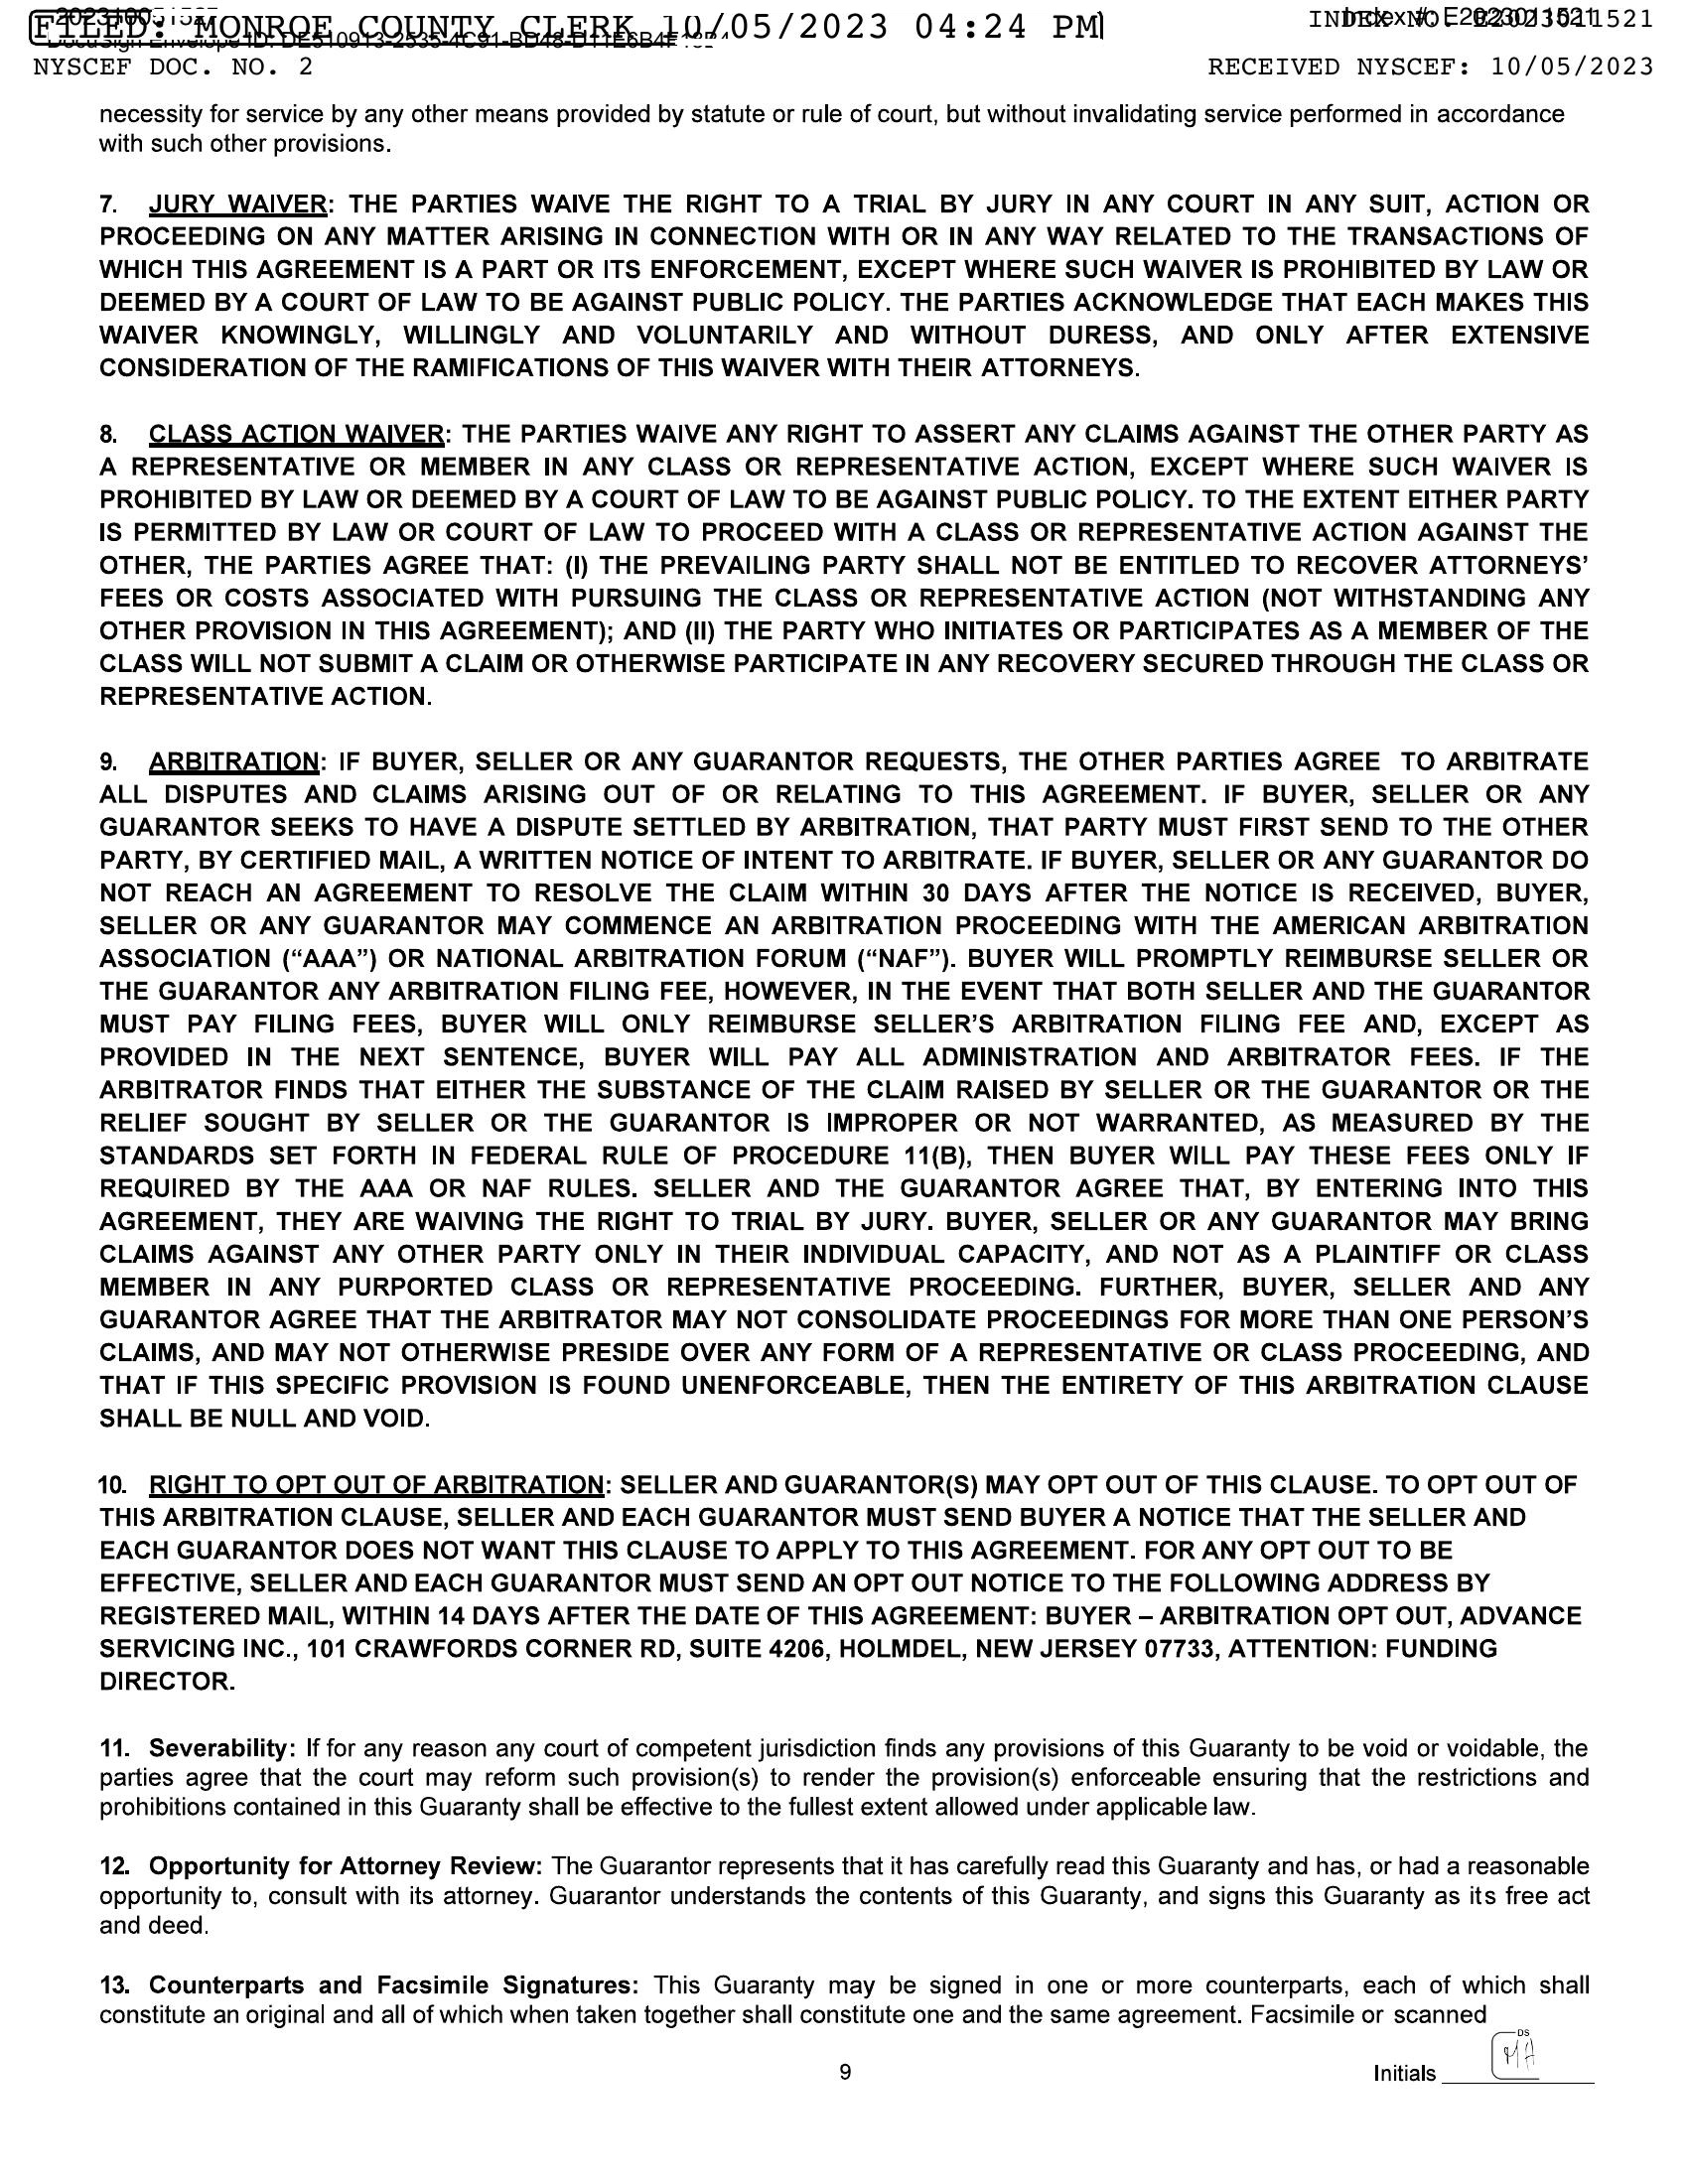 202310051527
Index #: E2023011521
FILED: MONROE COUNTY CLERK 10/05/2023 04:24 PM
INDEX NO. E2023011521
DocuSign Envelope ID:
NYSCEF DOC. NO. 2
RECEIVED NYSCEF: 10/05/2023
necessity for service by any other means provided by statute or rule of court, but without invalidating service performed in accordance
with such other provisions.
7. JURY WAIVER: THE PARTIES WAIVE THE RIGHT TO A TRIAL BY JURY IN ANY COURT IN ANY SUIT, ACTION OR
PROCEEDING ON ANY MATTER ARISING IN CONNECTION WITH OR IN ANY WAY RELATED TO THE TRANSACTIONS OF
WHICH THIS AGREEMENT IS A PART OR ITS ENFORCEMENT, EXCEPT WHERE SUCH WAIVER IS PROHIBITED BY LAW OR
DEEMED BY A COURT OF LAW TO BE AGAINST PUBLIC POLICY. THE PARTIES ACKNOWLEDGE THAT EACH MAKES THIS
WAIVER KNOWINGLY, WILLINGLY AND VOLUNTARILY AND WITHOUT DURESS, AND ONLY AFTER EXTENSIVE
CONSIDERATION OF THE RAMIFICATIONS OF THIS WAIVER WITH THEIR ATTORNEYS.
8. CLASS ACTION WAIVER: THE PARTIES WAIVE ANY RIGHT TO ASSERT ANY CLAIMS AGAINST THE OTHER PARTY AS
A REPRESENTATIVE OR MEMBER IN ANY CLASS OR REPRESENTATIVE ACTION, EXCEPT WHERE SUCH WAIVER IS
PROHIBITED BY LAW OR DEEMED BY A COURT OF LAW TO BE AGAINST PUBLIC POLICY. TO THE EXTENT EITHER PARTY
IS PERMITTED BY LAW OR COURT OF LAW TO PROCEED WITH A CLASS OR REPRESENTATIVE ACTION AGAINST THE
OTHER, THE PARTIES AGREE THAT: (I) THE PREVAILING PARTY SHALL NOT BE ENTITLED TO RECOVER ATTORNEYS’
FEES OR COSTS ASSOCIATED WITH PURSUING THE CLASS OR REPRESENTATIVE ACTION (NOT WITHSTANDING ANY
OTHER PROVISION IN THIS AGREEMENT); AND (II) THE PARTY WHO INITIATES OR PARTICIPATES AS A MEMBER OF THE
CLASS WILL NOT SUBMIT A CLAIM OR OTHERWISE PARTICIPATE IN ANY RECOVERY SECURED THROUGH THE CLASS OR
REPRESENTATIVE ACTION.
9. ARBITRATION: IF BUYER, SELLER OR ANY GUARANTOR REQUESTS, THE OTHER PARTIES AGREE TO ARBITRATE
ALL DISPUTES AND CLAIMS ARISING OUT OF OR RELATING TO THIS AGREEMENT. IF BUYER, SELLER OR ANY
GUARANTOR SEEKS TO HAVE A DISPUTE SETTLED BY ARBITRATION, THAT PARTY MUST FIRST SEND TO THE OTHER
PARTY, BY CERTIFIED MAIL, A WRITTEN NOTICE OF INTENT TO ARBITRATE. IF BUYER, SELLER OR ANY GUARANTOR DO
NOT REACH AN AGREEMENT TO RESOLVE THE CLAIM WITHIN 30 DAYS AFTER THE NOTICE IS RECEIVED, BUYER,
SELLER OR ANY GUARANTOR MAY COMMENCE AN ARBITRATION PROCEEDING WITH THE AMERICAN ARBITRATION
ASSOCIATION (“AAA”) OR NATIONAL ARBITRATION FORUM (“NAF”). BUYER WILL PROMPTLY REIMBURSE SELLER OR
THE GUARANTOR ANY ARBITRATION FILING FEE, HOWEVER, IN THE EVENT THAT BOTH SELLER AND THE GUARANTOR
MUST PAY FILING FEES, BUYER WILL ONLY REIMBURSE SELLER’S ARBITRATION FILING FEE AND, EXCEPT AS
PROVIDED IN THE NEXT SENTENCE, BUYER WILL PAY ALL ADMINISTRATION AND ARBITRATOR FEES. IF THE
ARBITRATOR FINDS THAT EITHER THE SUBSTANCE OF THE CLAIM RAISED BY SELLER OR THE GUARANTOR OR THE
RELIEF SOUGHT BY SELLER OR THE GUARANTOR IS IMPROPER OR NOT WARRANTED, AS MEASURED BY THE
STANDARDS SET FORTH IN FEDERAL RULE OF PROCEDURE 11(B), THEN BUYER WILL PAY THESE FEES ONLY IF
REQUIRED BY THE AAA OR NAF RULES. SELLER AND THE GUARANTOR AGREE THAT, BY ENTERING INTO THIS
AGREEMENT, THEY ARE WAIVING THE RIGHT TO TRIAL BY JURY. BUYER, SELLER OR ANY GUARANTOR MAY BRING
CLAIMS AGAINST ANY OTHER PARTY ONLY IN THEIR INDIVIDUAL CAPACITY, AND NOT AS A PLAINTIFF OR CLASS
MEMBER IN ANY PURPORTED CLASS OR REPRESENTATIVE PROCEEDING. FURTHER, BUYER, SELLER AND ANY
GUARANTOR AGREE THAT THE ARBITRATOR MAY NOT CONSOLIDATE PROCEEDINGS FOR MORE THAN ONE PERSON’S
CLAIMS, AND MAY NOT OTHERWISE PRESIDE OVER ANY FORM OF A REPRESENTATIVE OR CLASS PROCEEDING, AND
THAT IF THIS SPECIFIC PROVISION IS FOUND UNENFORCEABLE, THEN THE ENTIRETY OF THIS ARBITRATION CLAUSE
SHALL BE NULL AND VOID.
10. RIGHT TO OPT OUT OF ARBITRATION: SELLER AND GUARANTOR(S) MAY OPT OUT OF THIS CLAUSE. TO OPT OUT OF
THIS ARBITRATION CLAUSE, SELLER AND EACH GUARANTOR MUST SEND BUYER A NOTICE THAT THE SELLER AND
EACH GUARANTOR DOES NOT WANT THIS CLAUSE TO APPLY TO THIS AGREEMENT. FOR ANY OPT OUT TO BE
EFFECTIVE, SELLER AND EACH GUARANTOR MUST SEND AN OPT OUT NOTICE TO THE FOLLOWING ADDRESS BY
REGISTERED MAIL, WITHIN 14 DAYS AFTER THE DATE OF THIS AGREEMENT: BUYER – ARBITRATION OPT OUT, ADVANCE
SERVICING INC., 101 CRAWFORDS CORNER RD, SUITE 4206, HOLMDEL, NEW JERSEY 07733, ATTENTION: FUNDING
DIRECTOR.
11. Severability: If for any reason any court of competent jurisdiction finds any provisions of this Guaranty to be void or voidable, the
parties agree that the court may reform such provision(s) to render the provision(s) enforceable ensuring that the restrictions and
prohibitions contained in this Guaranty shall be effective to the fullest extent allowed under applicable law.
12. Opportunity for Attorney Review: The Guarantor represents that it has carefully read this Guaranty and has, or had a reasonable
opportunity to, consult with its attorney. Guarantor understands the contents of this Guaranty, and signs this Guaranty as its free act
and deed.
13. Counterparts and Facsimile Signatures: This Guaranty may be signed in one or more counterparts, each of which shall
constitute an original and all of which when taken together shall constitute one and the same agreement. Facsimile or scanned
DS
MA
9
Initials